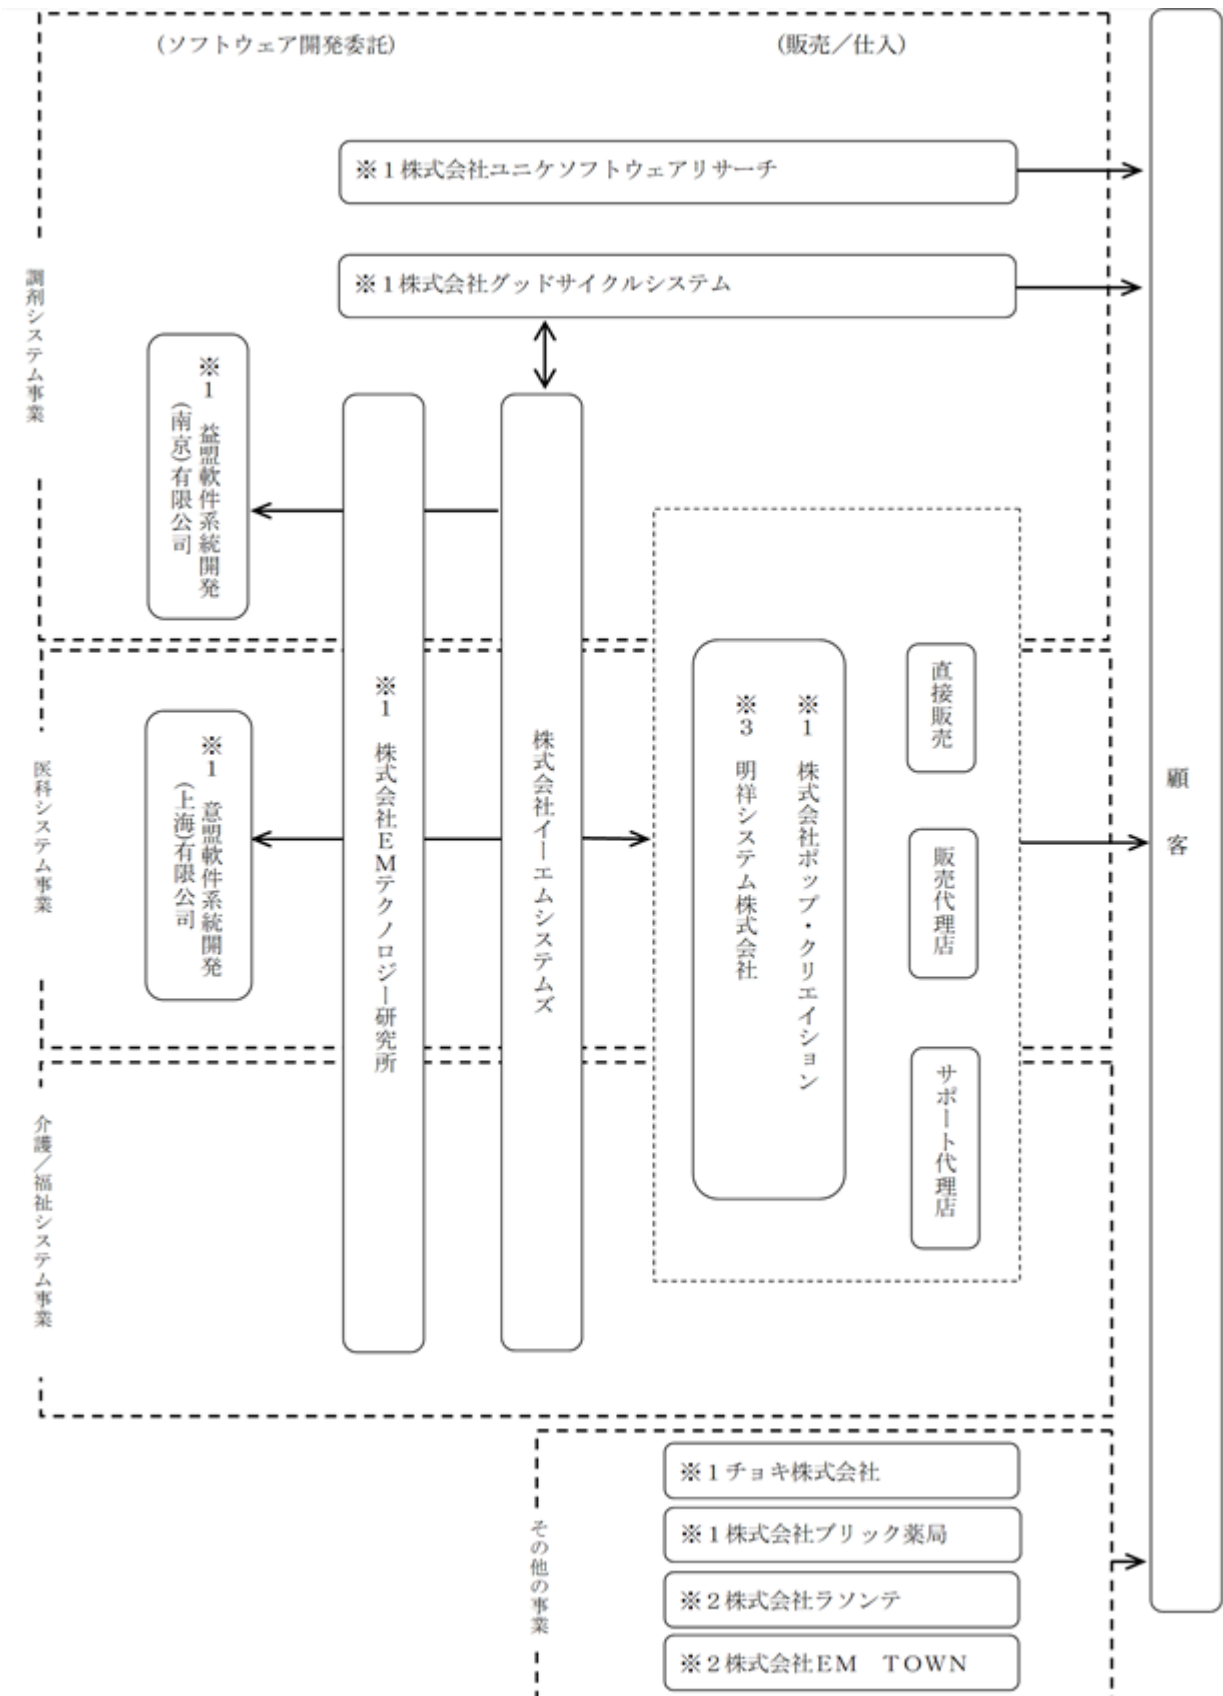 (ソフトウェア開発委託)
(販売／仕入)
※１株式会社ユニケソフトウェアリサーチ
※１株式会社グッドサイクルシステム
調剤システム事業
※１　益盟軟件系統開発
(南京)有限公司
※１　株式会社ＥＭテクノロジー研究所
株式会社イーエムシステムズ
医科システム事業
※１　意盟軟件系統開発
(上海)有限公司
※１　株式会社ポップ・クリエイション
※３　明祥システム株式会社
直接販売
販売代理店
サポート代理店
顧　客
介護／福祉システム事業
その他の事業
※１チョキ株式会社
※１株式会社ブリック薬局
※２株式会社ラソンテ
※２株式会社ＥＭ　ＴＯＷＮ